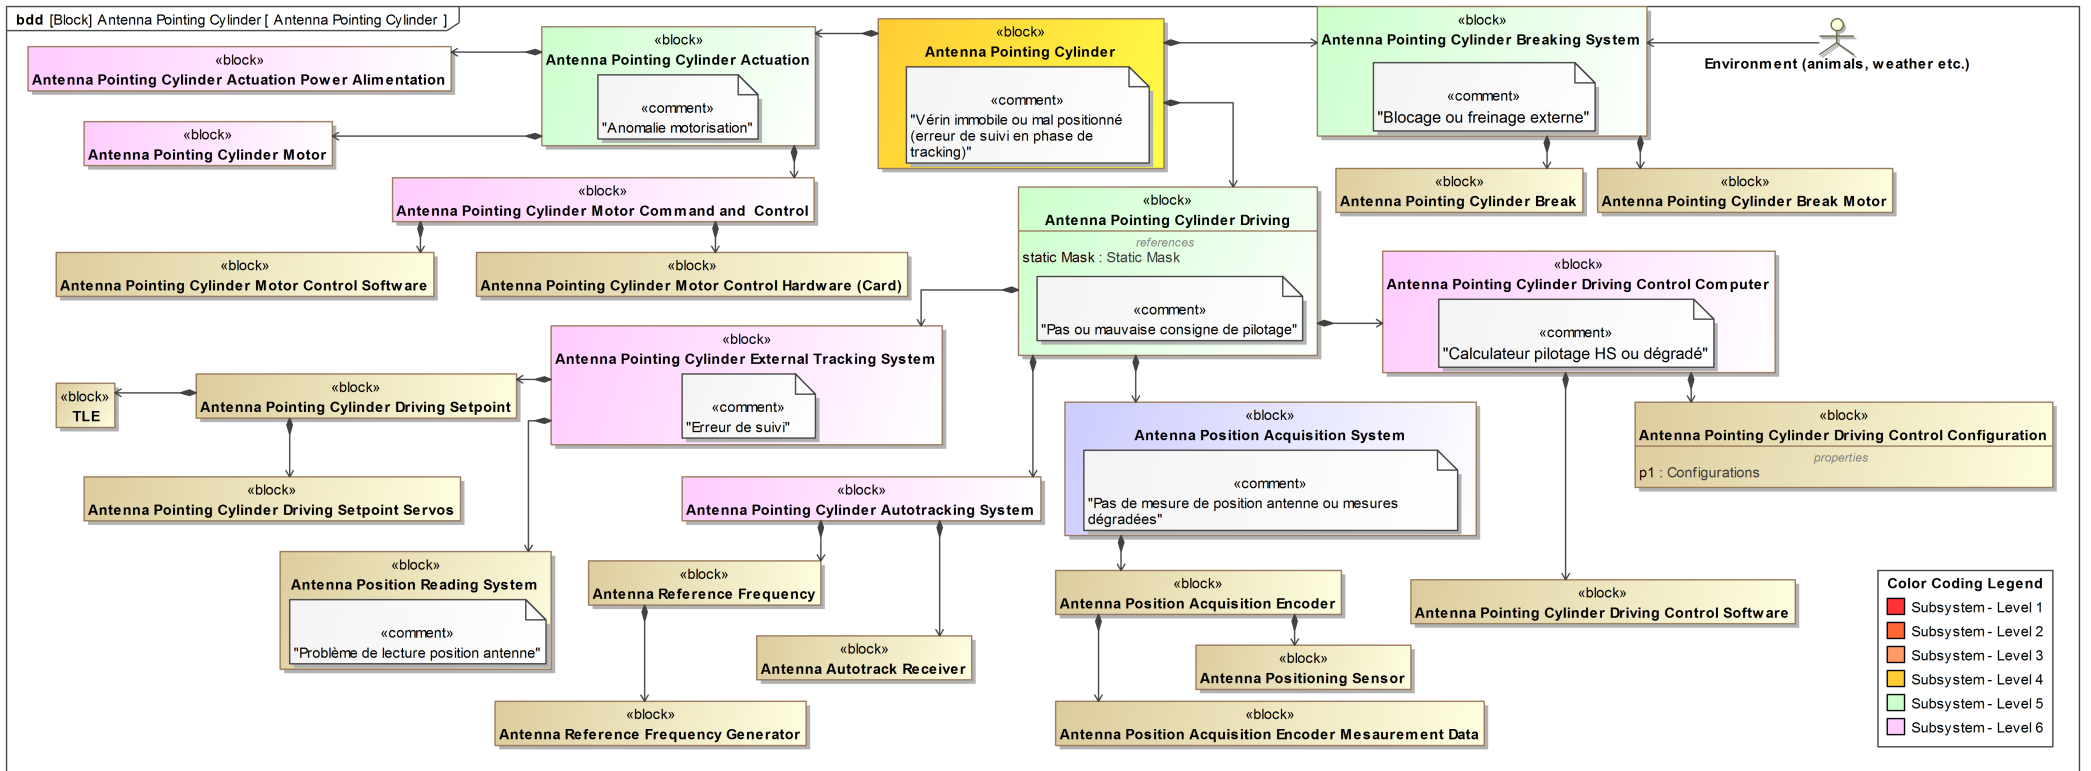 bdd [Block] Antenna Pointing Cylinder [ Antenna Pointing Cylinder ]
«block»
Antenna Pointing Cylinder Actuation Power Alimentation
«block»
Antenna Pointing Cylinder Motor
«block»
Antenna Pointing Cylinder Actuation
«comment»
"Anomalie motorisation"
«block»
Antenna Pointing Cylinder
«comment»
"Vérin immobile ou mal positionné
(erreur de suivi en phase de
tracking)"
«block»
Antenna Pointing Cylinder Breaking System
«comment»
"Blocage ou freinage externe"
Environment (animals, weather etc.)
«block»
Antenna Pointing Cylinder Break
«block»
Antenna Pointing Cylinder Break Motor
«block»
Antenna Pointing Cylinder Motor Command and Control
«block»
Antenna Pointing Cylinder Motor Control Software
«block»
Antenna Pointing Cylinder Motor Control Hardware (Card)
«block»
Antenna Pointing Cylinder Driving
references
static Mask : Static Mask
«comment»
"Pas ou mauvaise consigne de pilotage"
«block»
Antenna Pointing Cylinder Driving Control Computer
«comment»
"Calculateur pilotage HS ou dégradé"
«block»
Antenna Pointing Cylinder External Tracking System
«comment»
"Erreur de suivi"
«block»
TLE
«block»
Antenna Pointing Cylinder Driving Setpoint
«block»
Antenna Pointing Cylinder Driving Setpoint Servos
«block»
Antenna Position Reading System
«comment»
"Problème de lecture position antenne"
«block»
Antenna Pointing Cylinder Autotracking System
«block»
Antenna Reference Frequency
«block»
Antenna Autotrack Receiver
«block»
Antenna Reference Frequency Generator
«block»
Antenna Position Acquisition System
«comment»
"Pas de mesure de position antenne ou mesures
dégradées"
«block»
Antenna Position Acquisition Encoder
«block»
Antenna Positioning Sensor
«block»
Antenna Position Acquisition Encoder Mesaurement Data
«block»
Antenna Pointing Cylinder Driving Control Configuration
properties
p1 : Configurations
«block»
Antenna Pointing Cylinder Driving Control Software
Color Coding Legend
Subsystem - Level 1
Subsystem - Level 2
Subsystem - Level 3
Subsystem - Level 4
Subsystem - Level 5
Subsystem - Level 6